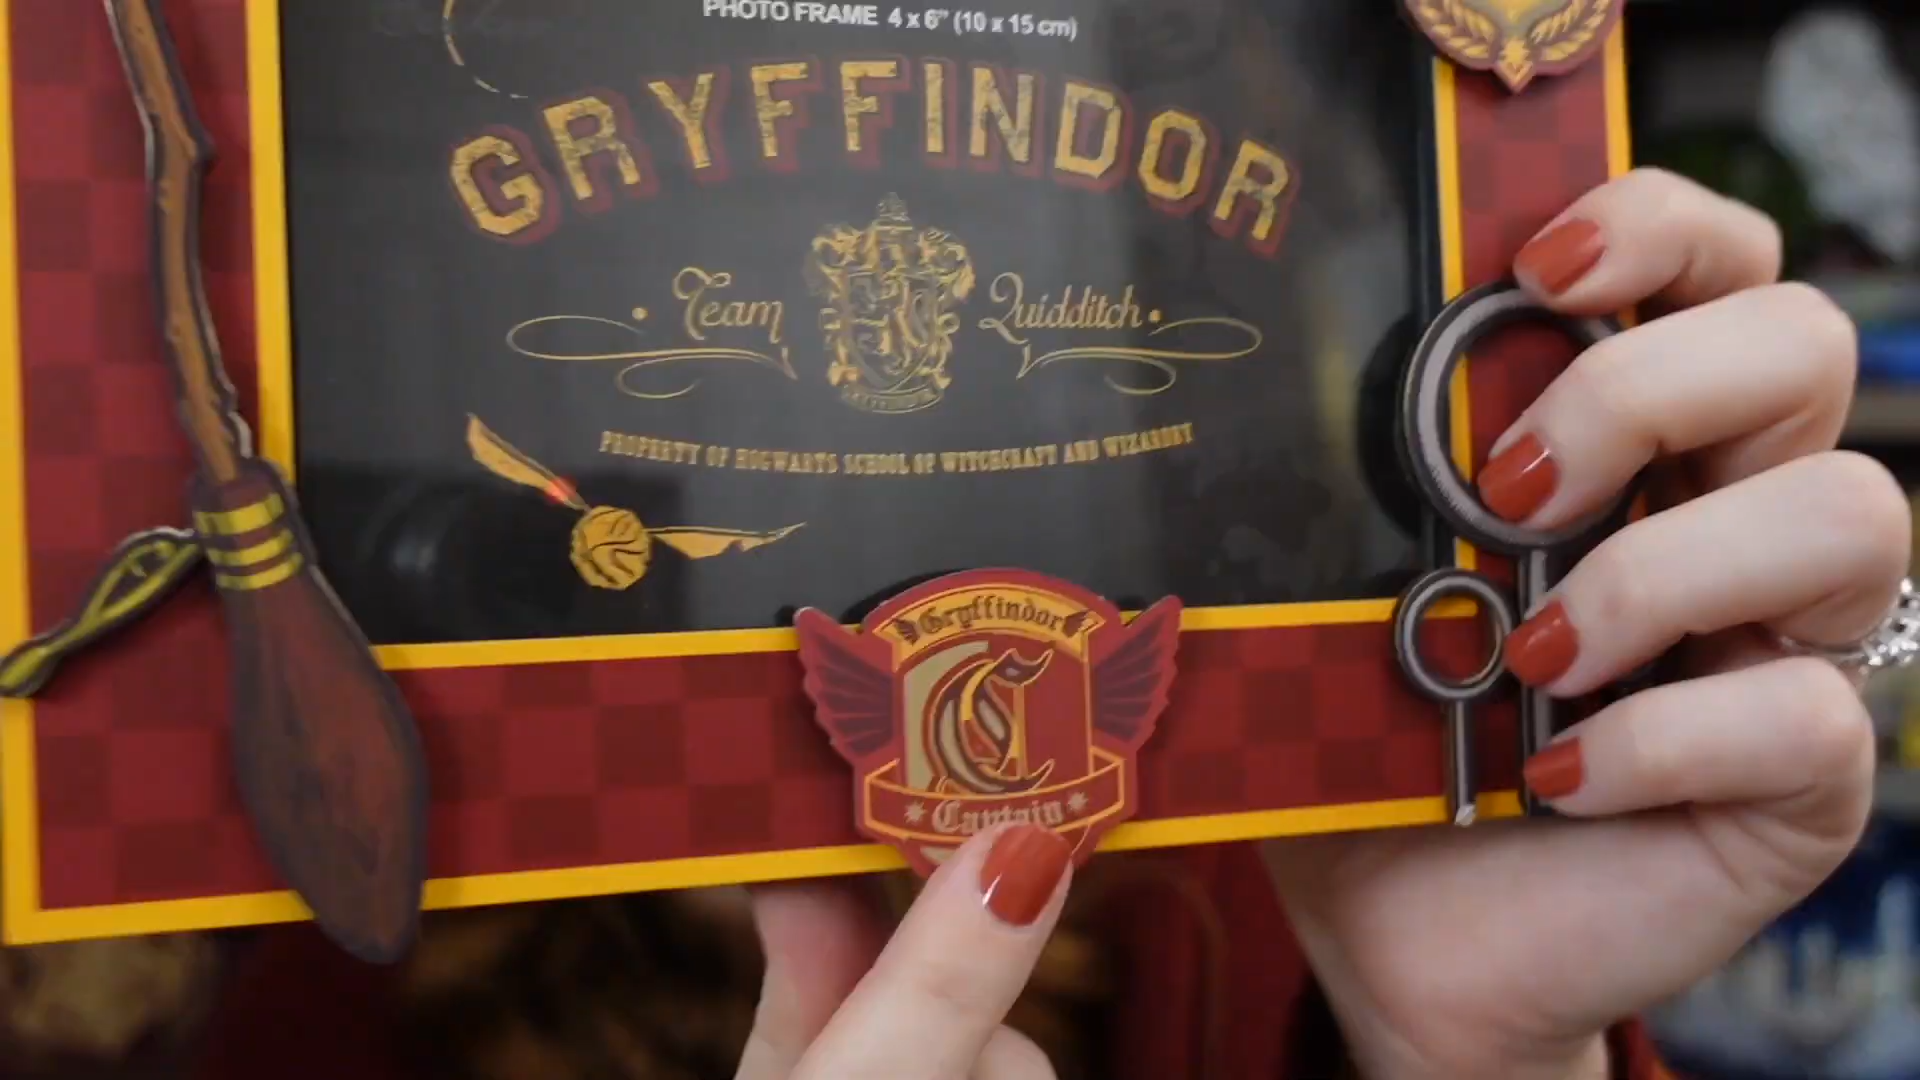 PHOTO FRAME 4 x 6" (10 x 15 cm)
GRYFFINDOR
Team Quidditch
PROPERTY OF HOGWARTS SCHOOL OF WITCHCRAFT AND WIZARDRY
Gryffindor
C
Captain